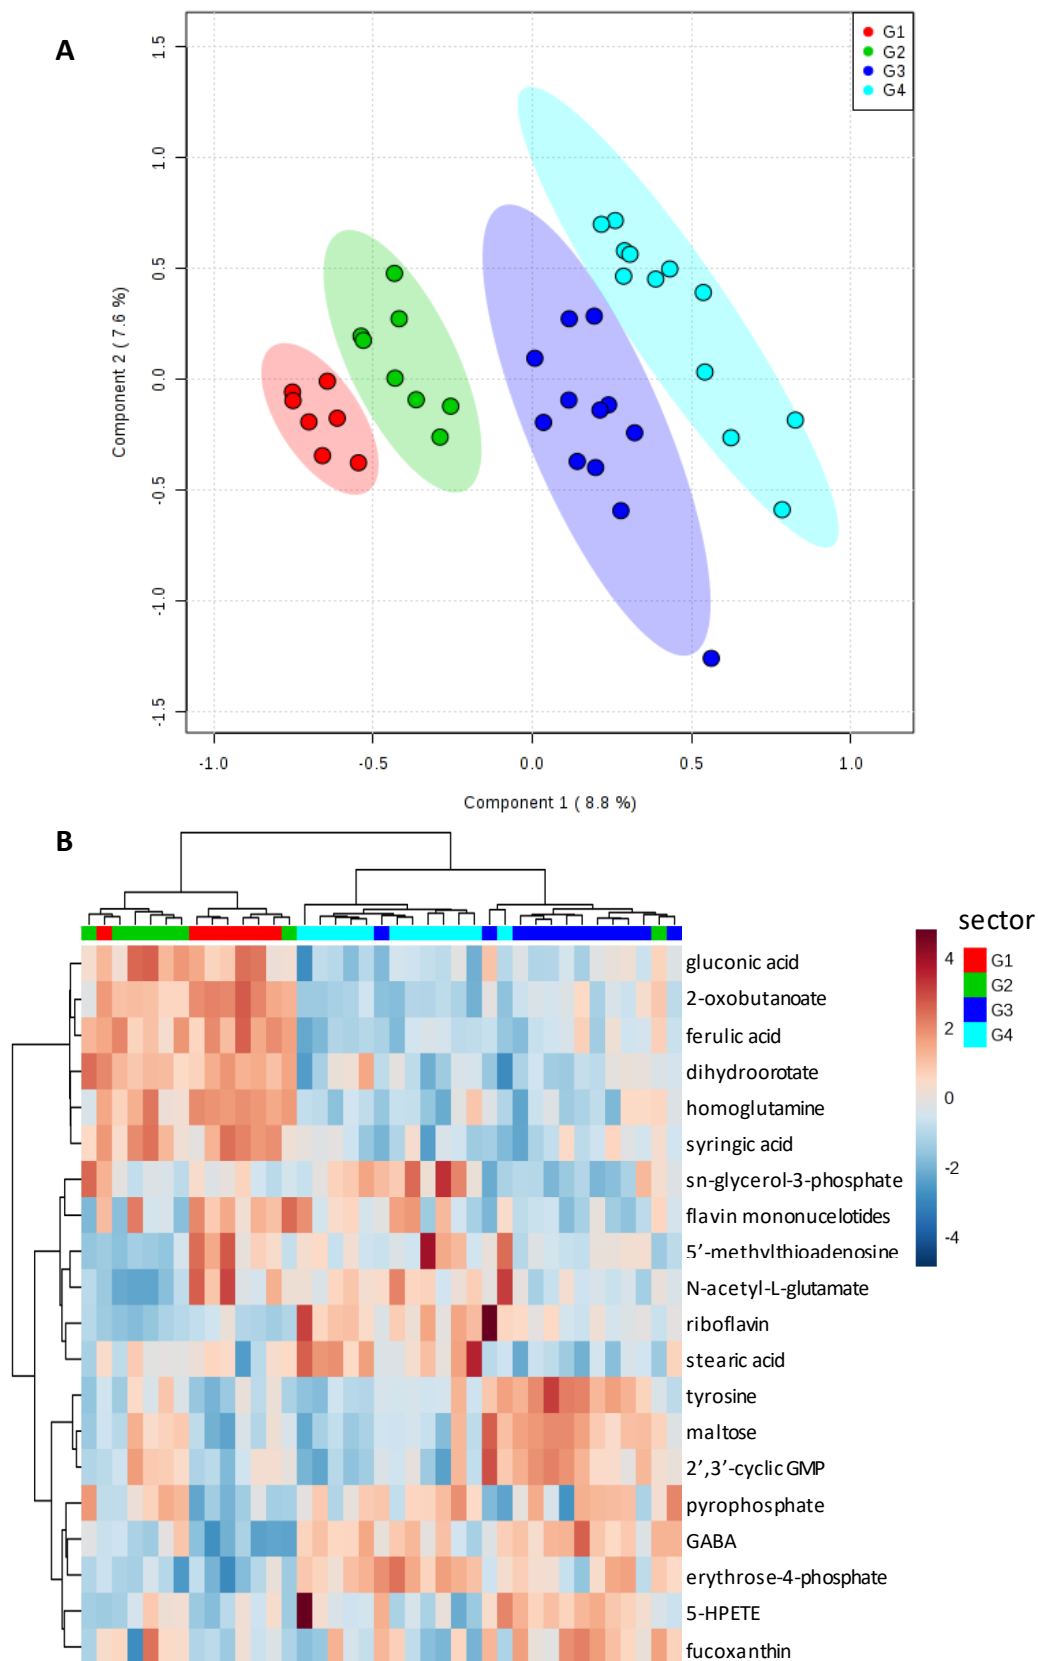 A
G1
G2
G3
G4
1.5
1.0
0.5
0.0
-0.5
-1.0
-1.5
Component 2 ( 7.6 %)
-1.0 -0.5 0.0 0.5 1.0
Component 1 ( 8.8 %)
B
sector
G1
G2
G3
G4
4
2
0
-2
-4
gluconic acid
2-oxobutanoate
ferulic acid
dihydroorotate
homoglutamine
syringic acid
sn-glycerol-3-phosphate
flavin mononucelotides
5'-methylthioadenosine
N-acetyl-L-glutamate
riboflavin
stearic acid
tyrosine
maltose
2',3'-cyclic GMP
pyrophosphate
GABA
erythrose-4-phosphate
5-HPETE
fucoxanthin